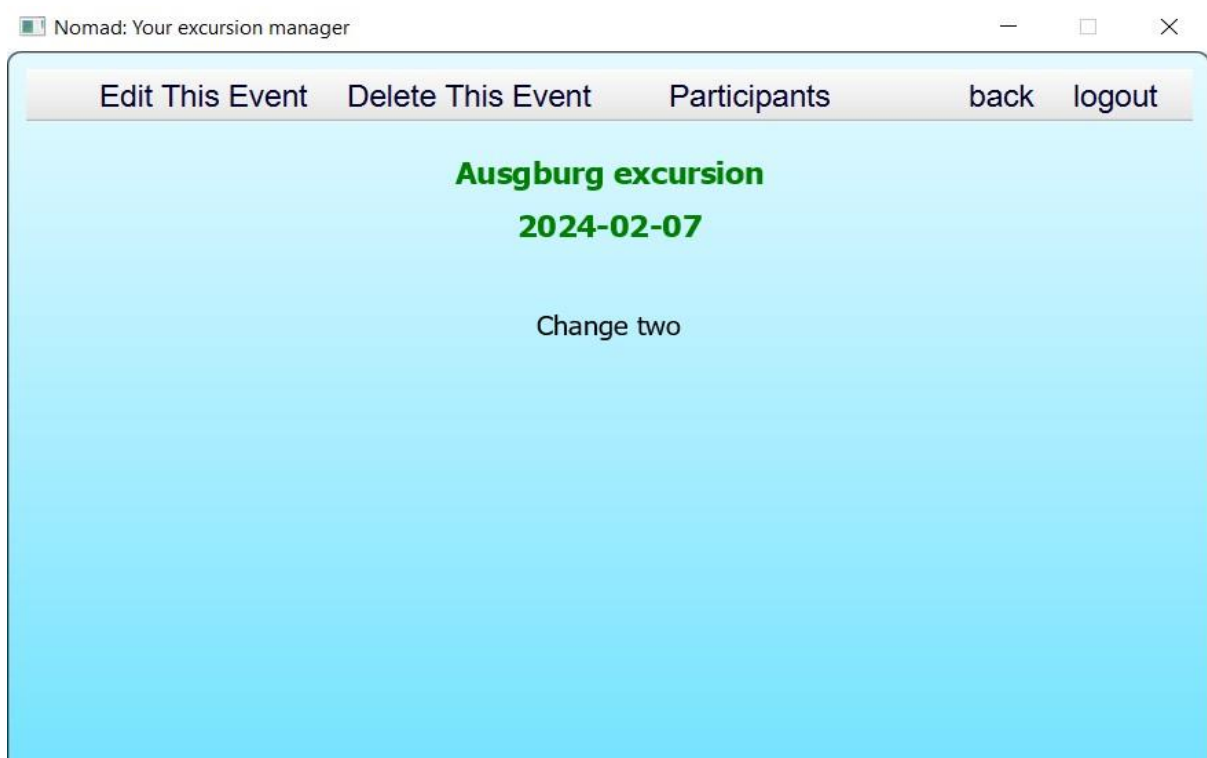 Nomad: Your excursion manager
Edit This Event Delete This Event Participants back logout
Ausgburg excursion
2024-02-07
Change two